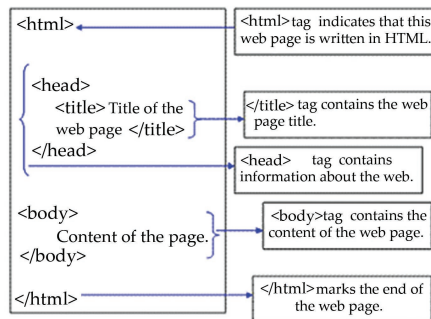 <html>
<html>tag indicates that this
web page is written in HTML.
<head>
<title> Title of the
web page </title>
</head>
</title> tag contains the web
page title.
<head> tag contains
information about the web.
<body>
Content of the page.
</body>
<body>tag contains the
content of the web page.
</html>
</html>marks the end of
the web page.